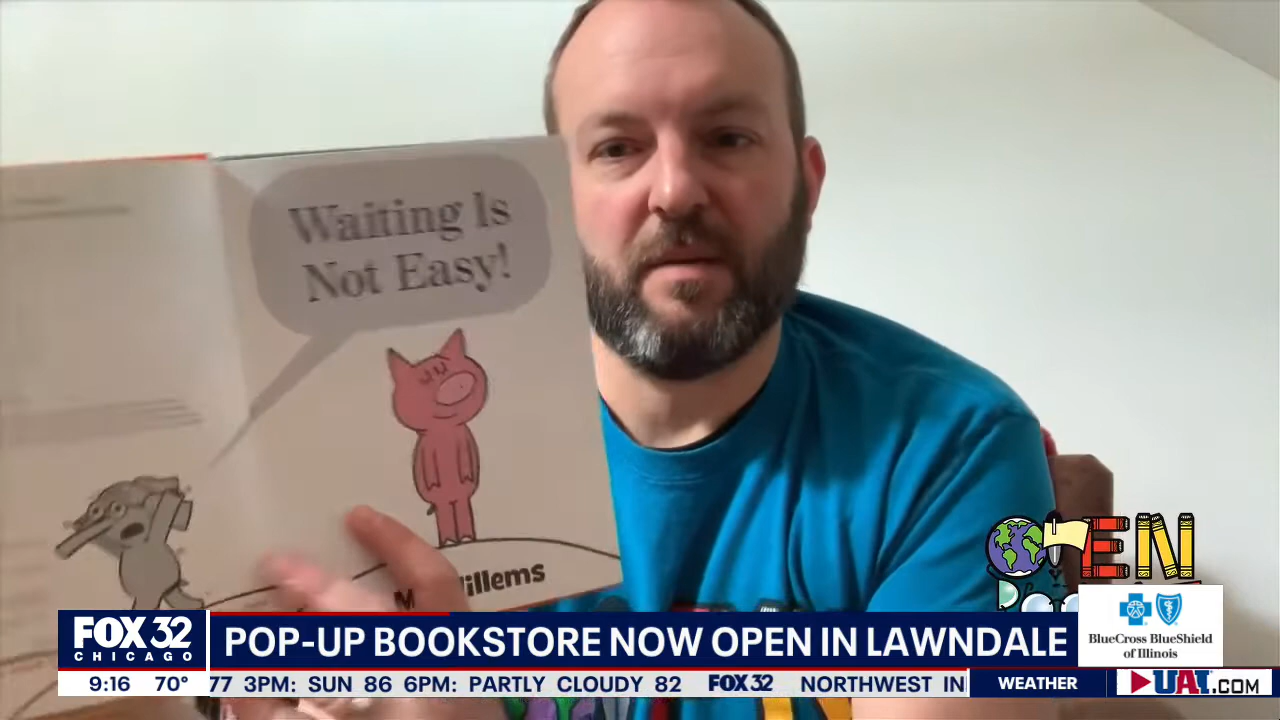 Waiting Is
Not Easy!
M illems
EN
FOX 32
CHICAGO
POP-UP BOOKSTORE NOW OPEN IN LAWNDALE
BlueCross BlueShield
of Illinois
9:16 70° 77 3PM: SUN 86 6PM: PARTLY CLOUDY 82 FOX 32 NORTHWEST IN WEATHER UATP.COM